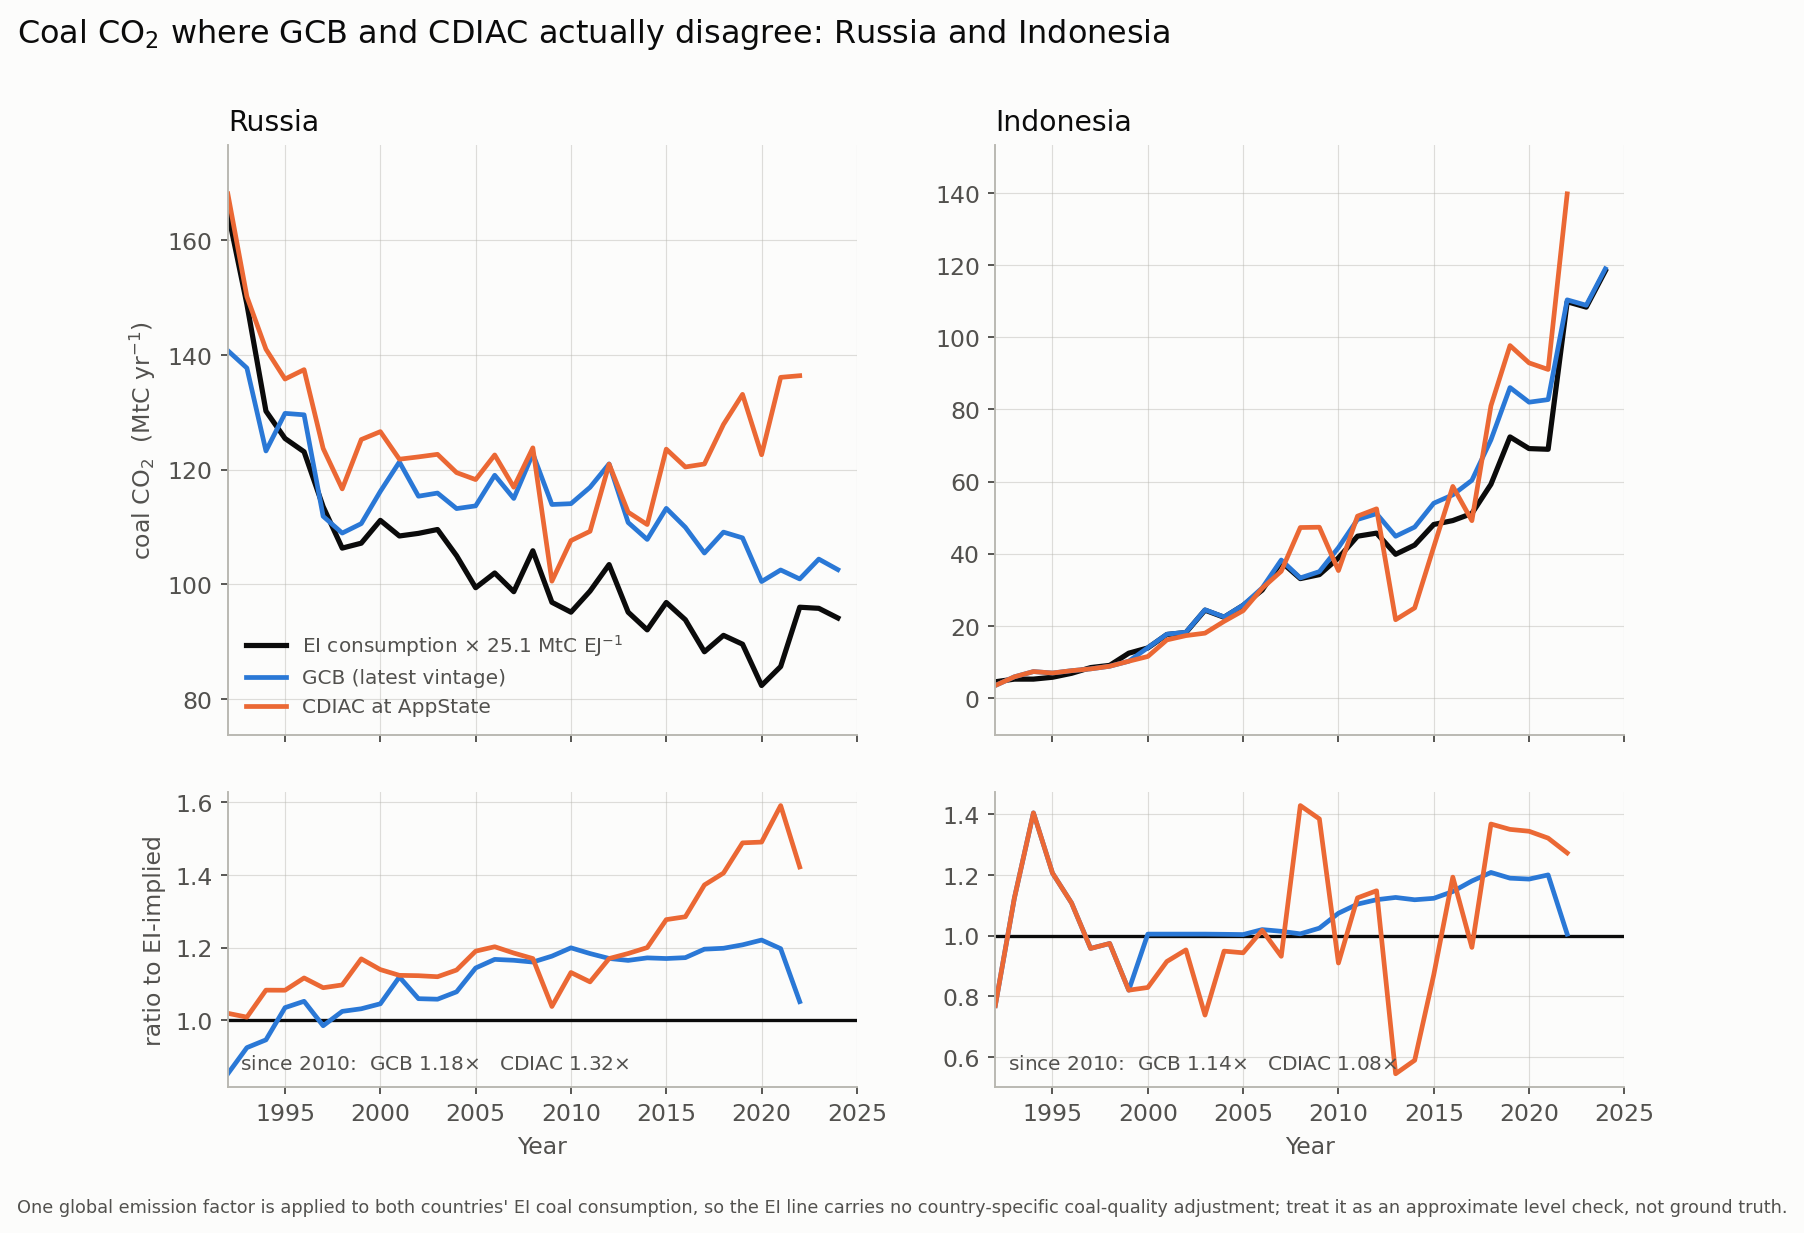 Coal CO₂ where GCB and CDIAC actually disagree: Russia and Indonesia
Russia
160
140
120
100
80
coal CO₂ (MtC yr⁻¹)
EI consumption × 25.1 MtC EJ⁻¹
GCB (latest vintage)
CDIAC at AppState
Indonesia
140
120
100
80
60
40
20
0
1.6
1.4
1.2
1.0
ratio to EI-implied
since 2010: GCB 1.18× CDIAC 1.32×
1995 2000 2005 2010 2015 2020 2025
Year
1.4
1.2
1.0
0.8
0.6
since 2010: GCB 1.14× CDIAC 1.08×
1995 2000 2005 2010 2015 2020 2025
Year
One global emission factor is applied to both countries' EI coal consumption, so the EI line carries no country-specific coal-quality adjustment; treat it as an approximate level check, not ground truth.